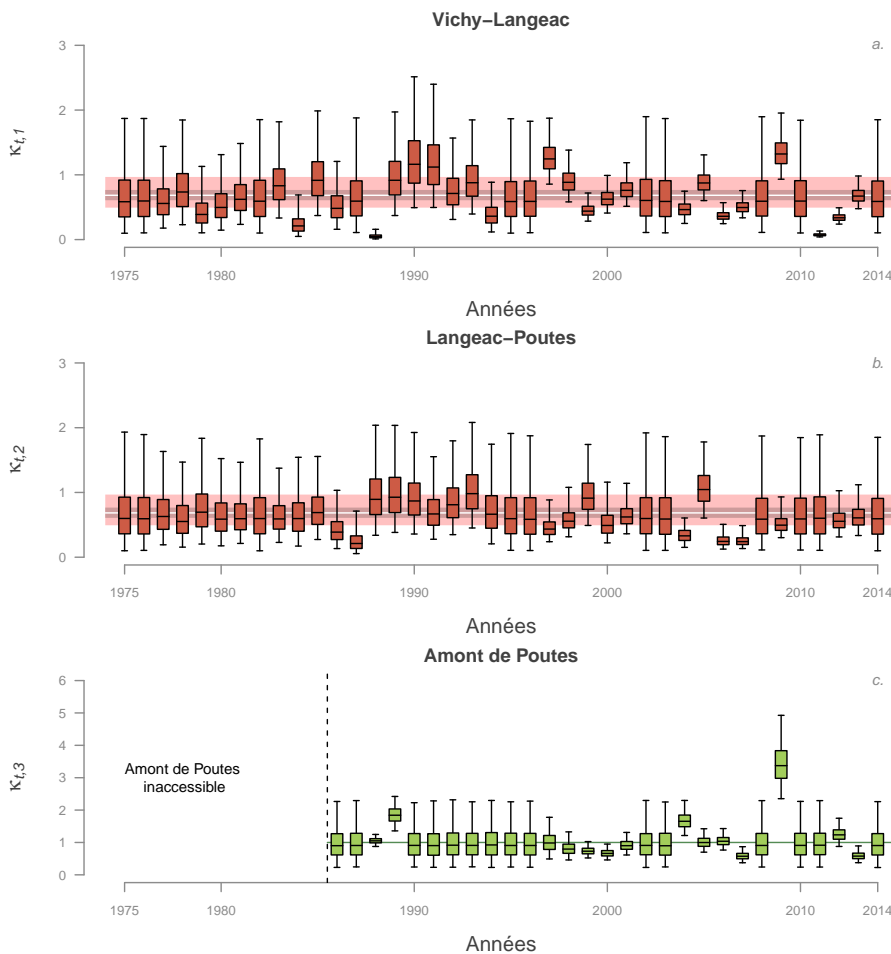 Vichy−Langeac
a.
κt,1
3
2
1
0
1975 1980 1990 2000 2010 2014
Années
Langeac−Poutes
b.
κt,2
3
2
1
0
1975 1980 1990 2000 2010 2014
Années
Amont de Poutes
c.
κt,3
6
5
4
3
2
1
0
Amont de Poutes
inaccessible
1975 1980 1990 2000 2010 2014
Années